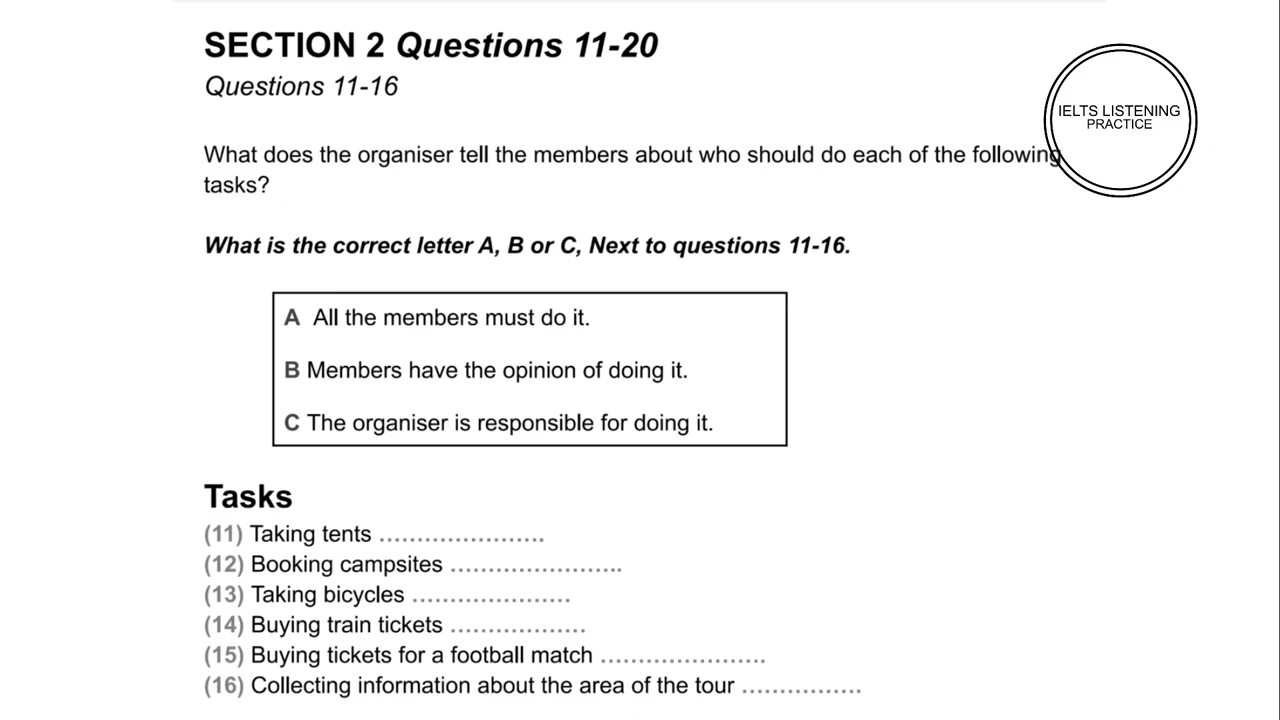 SECTION 2 Questions 11-20
Questions 11-16
IELTS LISTENING
PRACTICE
What does the organiser tell the members about who should do each of the following
tasks?
What is the correct letter A, B or C, Next to questions 11-16.
A All the members must do it.
B Members have the opinion of doing it.
C The organiser is responsible for doing it.
Tasks
(11) Taking tents ......................
(12) Booking campsites .......................
(13) Taking bicycles .....................
(14) Buying train tickets ..................
(15) Buying tickets for a football match ......................
(16) Collecting information about the area of the tour ................